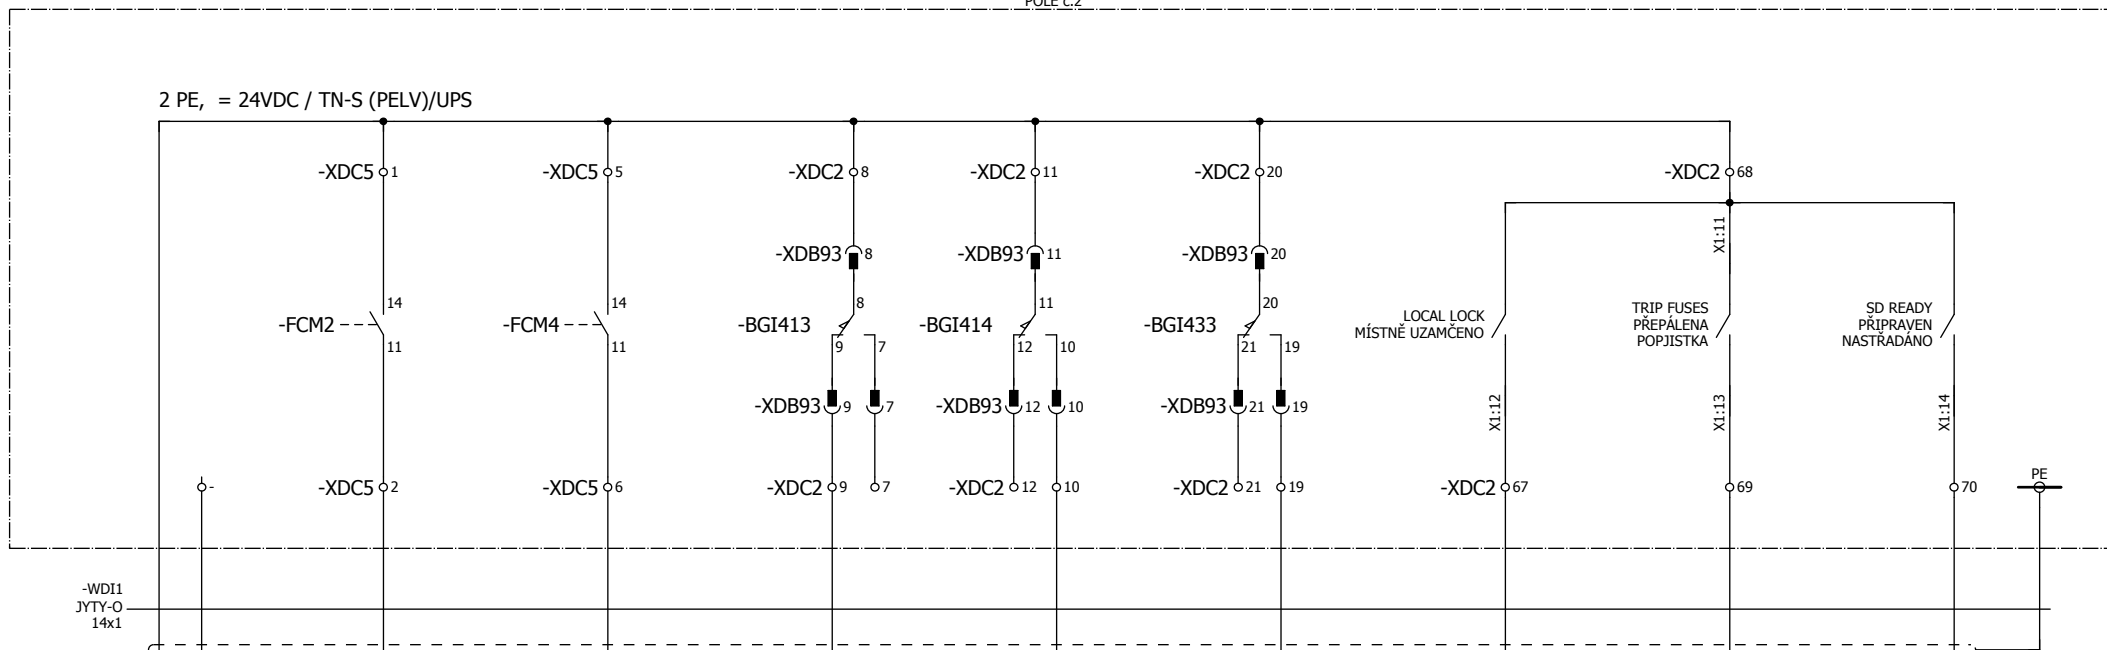 POLE č.2
2 PE, = 24VDC / TN-S (PELV)/UPS
-XDC5 1
-XDC5 5
-XDC2 8
-XDC2 11
-XDC2 20
-XDC2 68
X1:11
-XDB93 8
-XDB93 11
-XDB93 20
14
-FCM2
11
14
-FCM4
11
8
-BGI413
9 7
11
-BGI414
12 10
20
-BGI433
21 19
LOCAL LOCK
MÍSTNĚ UZAMČENO
TRIP FUSES
PŘEPÁLENA
POPJISTKA
SD READY
PŘIPRAVEN
NASTŘADÁNO
-XDB93 9 7
-XDB93 12 10
-XDB93 21 19
X1:12
X1:13
X1:14
-
-XDC5 2
-XDC5 6
-XDC2 9 7
-XDC2 12 10
-XDC2 21 19
-XDC2 67
69
70
PE
-WDI1
JYTY-O
14x1